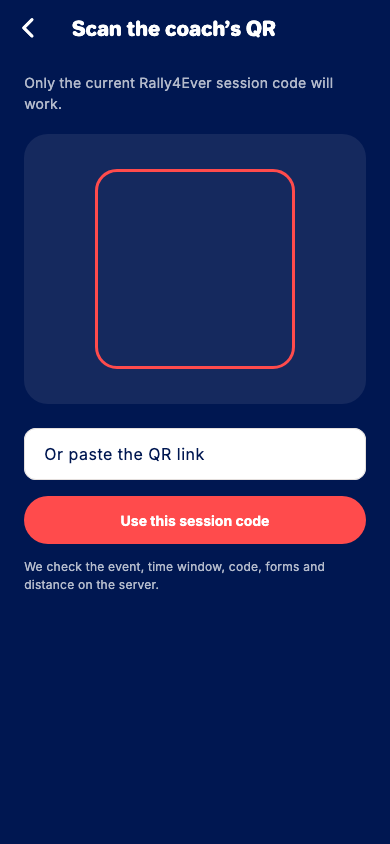 Scan the coach’s QR
Only the current Rally4Ever session code will
work.
Or paste the QR link
Use this session code
We check the event, time window, code, forms and
distance on the server.